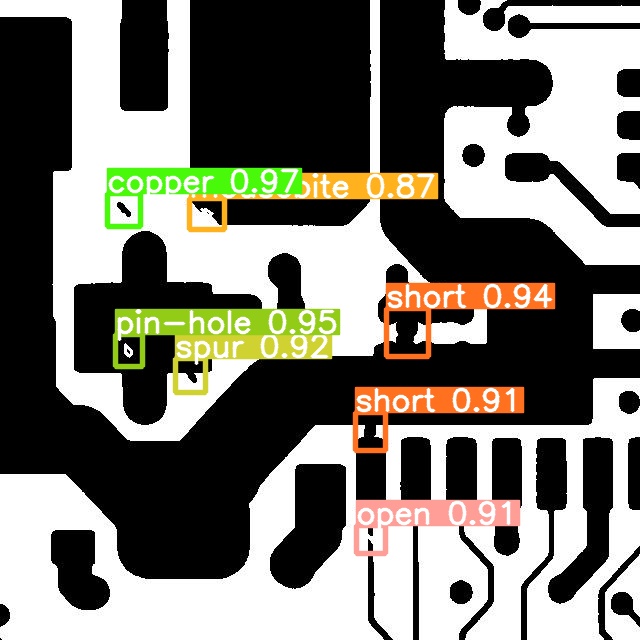 copper 0.97
mousebite 0.87
short 0.94
pin-hole 0.95
spur 0.92
short 0.91
open 0.91